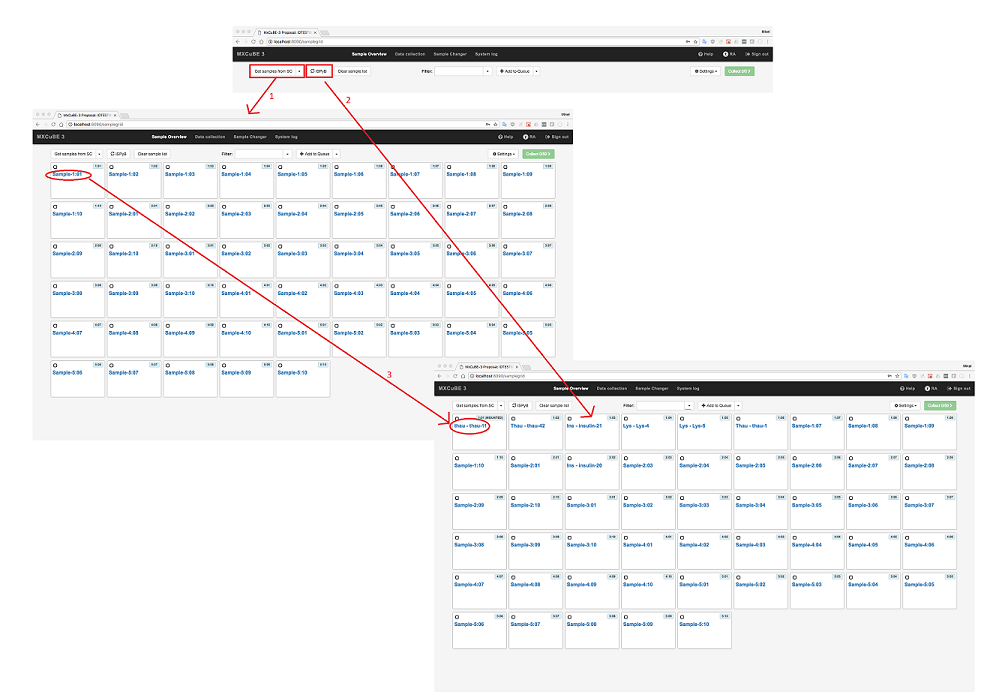 MXCuBE-3 Proposal: IDTEST
localhost:8090/samplegrid
MXCuBE 3 Sample Overview Data collection Sample Changer System log Help RA Sign out
Get samples from SC ISPyB Clear sample list Filter: Add to Queue Settings
1 2
MXCuBE-3 Proposal: IDTEST
localhost:8090/samplegrid
MXCuBE 3 Sample Overview Data collection Sample Changer System log Help RA Sign out
Get samples from SC ISPyB Clear sample list Filter: Add to Queue Settings
Sample-1:01 Sample-1:02 Sample-1:03 Sample-1:04 Sample-1:05 Sample-1:06 Sample-1:07 Sample-1:08 Sample-1:09
Sample-1:10 Sample-2:01 Sample-2:02 Sample-2:03 Sample-2:04 Sample-2:05 Sample-2:06 Sample-2:07 Sample-2:08
Sample-2:09 Sample-2:10 Sample-3:01 Sample-3:02 Sample-3:03 Sample-3:04 Sample-3:05 Sample-3:06 Sample-3:07
Sample-3:08 Sample-3:09 Sample-3:10 Sample-4:01 Sample-4:02 Sample-4:03 Sample-4:04 Sample-4:05 Sample-4:06
Sample-4:07 Sample-4:08 Sample-4:09 Sample-4:10 Sample-5:01 Sample-5:02 Sample-5:03 Sample-5:04 Sample-5:05
Sample-5:06 Sample-5:07 Sample-5:08 Sample-5:09 Sample-5:10
3
MXCuBE-3 Proposal: IDTEST
localhost:8090/samplegrid
MXCuBE 3 Sample Overview Data collection Sample Changer System log Help RA Sign out
Get samples from SC ISPyB Clear sample list Filter: Add to Queue Settings
1:01 (MOUNTED)
thau - thau-11 Thau - thau-42 Ins - insulin-21 Lys - Lys-4 Thau - thau-1 Sample-1:07 Sample-1:08 Sample-1:09
Sample-1:10 Sample-2:01 Ins - insulin-20 Sample-2:03 Sample-2:04 Sample-2:05 Sample-2:06 Sample-2:07 Sample-2:08
Sample-2:09 Sample-2:10 Sample-3:01 Sample-3:02 Sample-3:03 Sample-3:04 Sample-3:05 Sample-3:06 Sample-3:07
Sample-3:08 Sample-3:09 Sample-3:10 Sample-4:01 Sample-4:02 Sample-4:03 Sample-4:04 Sample-4:05 Sample-4:06
Sample-4:07 Sample-4:08 Sample-4:09 Sample-4:10 Sample-5:01 Sample-5:02 Sample-5:03 Sample-5:04 Sample-5:05
Sample-5:06 Sample-5:07 Sample-5:08 Sample-5:09 Sample-5:10